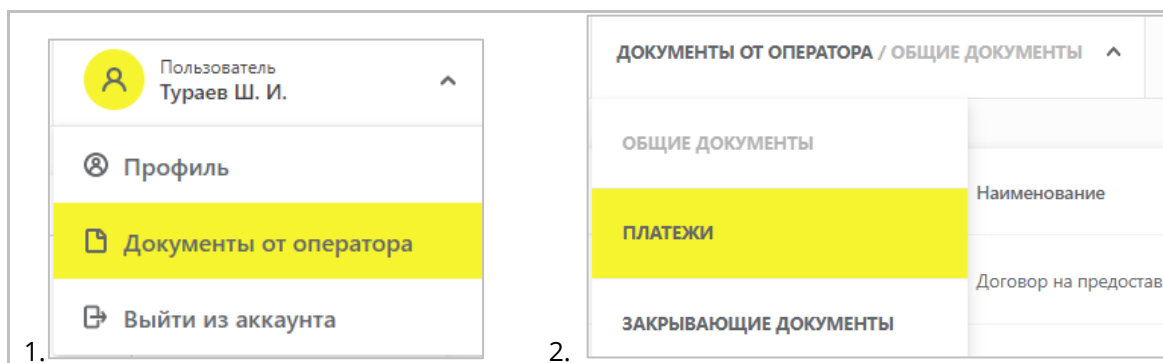 Пользователь
Тураев Ш. И.
Профиль
Документы от оператора
Выйти из аккаунта
1.
ДОКУМЕНТЫ ОТ ОПЕРАТОРА / ОБЩИЕ ДОКУМЕНТЫ
ОБЩИЕ ДОКУМЕНТЫ
ПЛАТЕЖИ
ЗАКРЫВАЮЩИЕ ДОКУМЕНТЫ
Наименование
Договор на предостав
2.